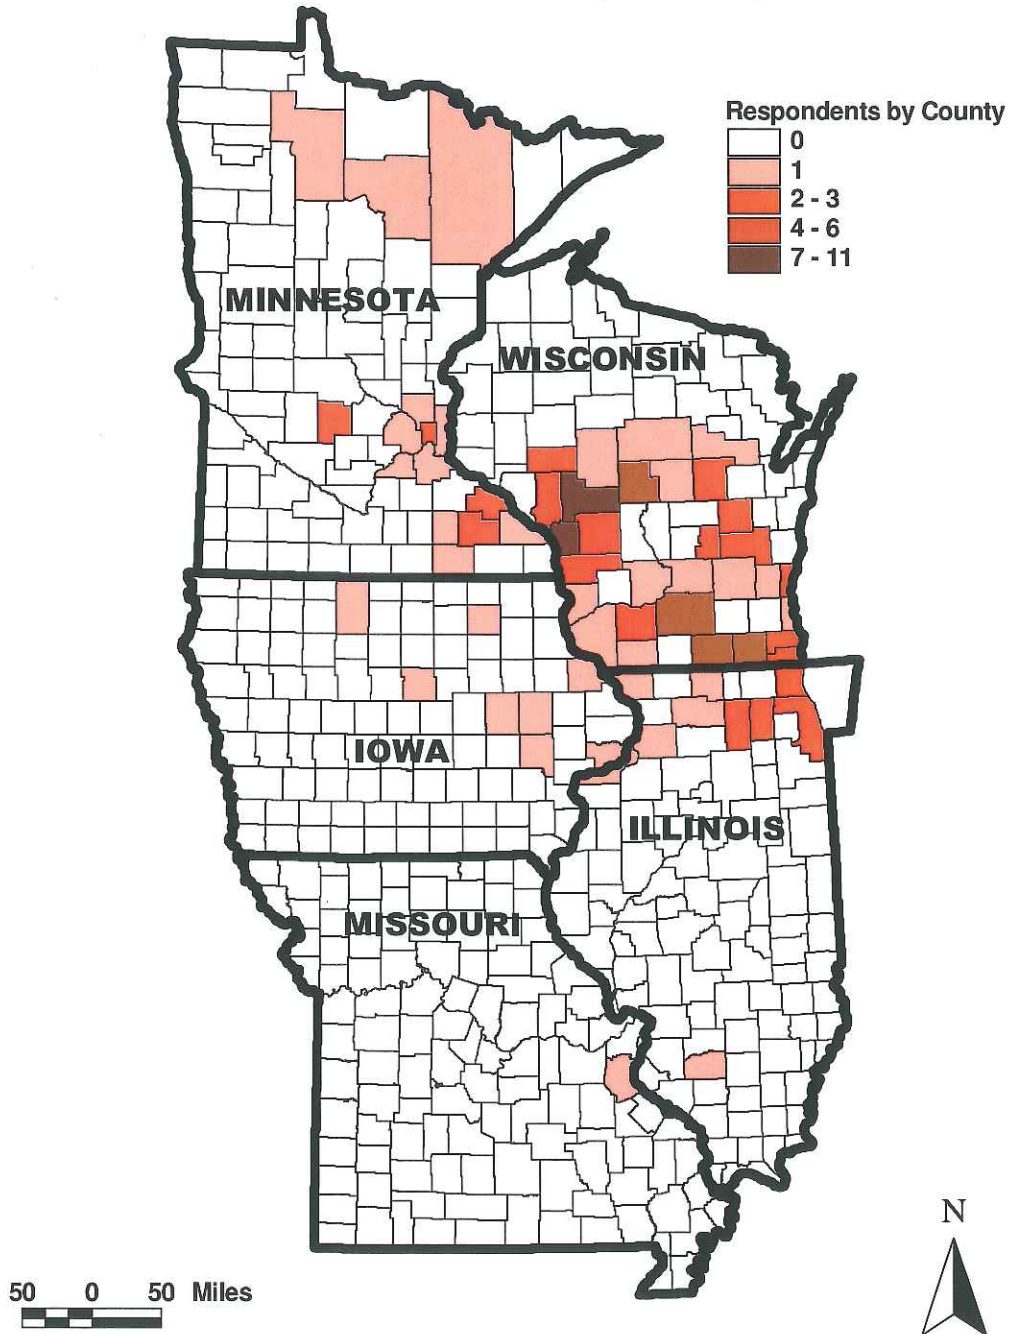 Respondents by County
0
1
2 - 3
4 - 6
7 - 11
MINNESOTA
WISCONSIN
IOWA
ILLINOIS
MISSOURI
N
50 0 50 Miles